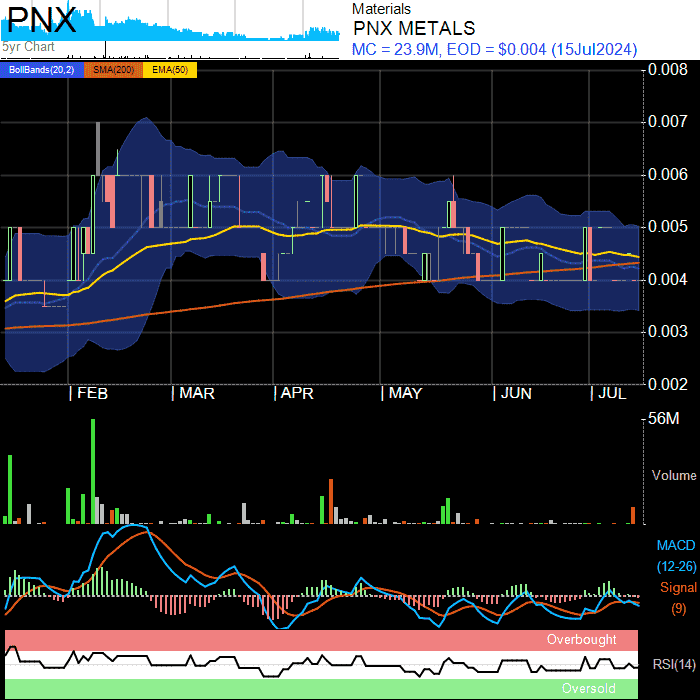 PNX
5yr Chart
Materials
PNX METALS
MC = 23.9M, EOD = $0.004 (15Jul2024)
BollBands(20,2) SMA(200) EMA(50)
0.008
0.007
0.006
0.005
0.004
0.003
0.002
FEB MAR APR MAY JUN JUL
56M
Volume
MACD
(12-26)
Signal
(9)
Overbought
RSI(14)
Oversold